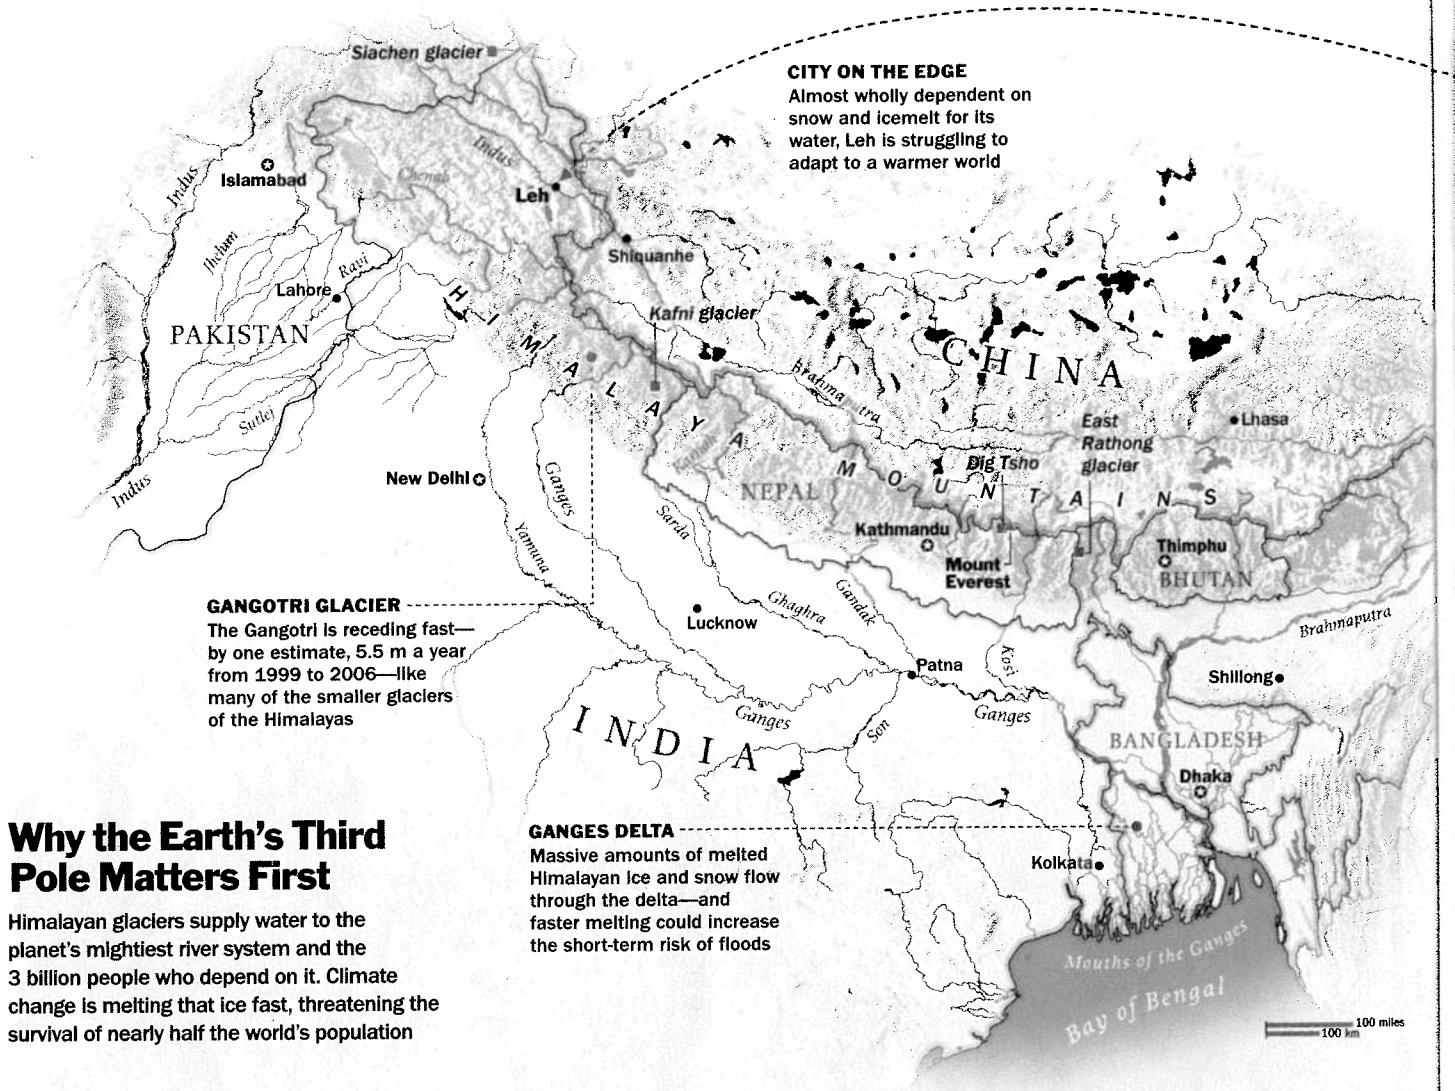 Siachen glacier
CITY ON THE EDGE
Almost wholly dependent on
snow and icemelt for its
water, Leh is struggling to
adapt to a warmer world
Islamabad
Indus
Indus
Chenab
Leh
Jhelum
Ravi
Lahore
Shiquanhe
PAKISTAN
HIMALAYA MOUNTAINS
Kafni glacier
CHINA
Brahma tra
Sutlej
East
Rathong
glacier
Lhasa
Indus
New Delhi
Ganges
Karnali
NEPAL
Dig Tsho
Yamuna
Sarda
Kathmandu
Mount
Everest
Thimphu
BHUTAN
GANGOTRI GLACIER
The Gangotri is receding fast—
by one estimate, 5.5 m a year
from 1999 to 2006—like
many of the smaller glaciers
of the Himalayas
Lucknow
Ghaghra
Gandak
Kosi
Brahmaputra
Patna
Shillong
Ganges
Son
Ganges
INDIA
BANGLADESH
Dhaka
Why the Earth's Third
Pole Matters First
Himalayan glaciers supply water to the
planet's mightiest river system and the
3 billion people who depend on it. Climate
change is melting that ice fast, threatening the
survival of nearly half the world's population
GANGES DELTA
Massive amounts of melted
Himalayan ice and snow flow
through the delta—and
faster melting could increase
the short-term risk of floods
Kolkata
Mouths of the Ganges
Bay of Bengal
100 miles
100 km